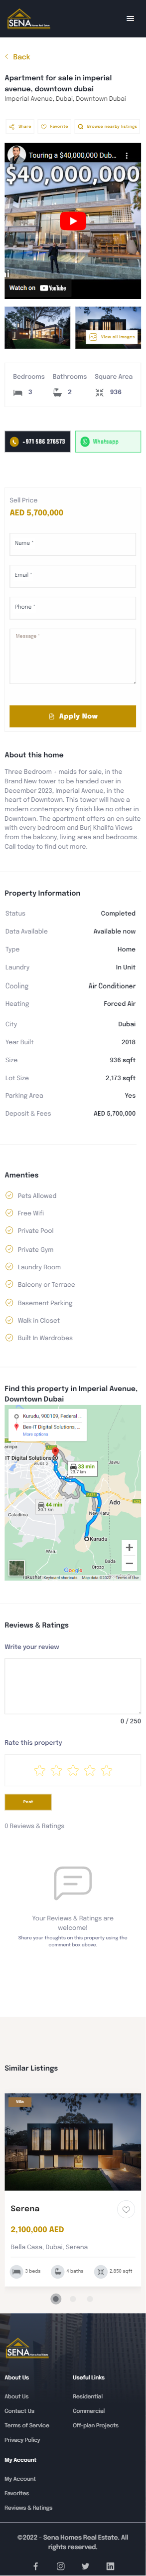 SENA
HOMES REAL ESTATE
Back
Apartment for sale in imperial
avenue, downtown dubai
Imperial Avenue, Dubai, Downtown Dubai
Share
Favorite
Browse nearby listings
Touring a $40,000,000 Dub...
$40,000,000
Watch on YouTube
View all images
Bedrooms Bathrooms Square Area
3 2 936
+971 586 276573
Whatsapp
Sell Price
AED 5,700,000
Name *
Email *
Phone *
Message *
Apply Now
About this home
Three Bedroom – maids for sale, in the
Brand New tower to be handed over in
December 2023, Imperial Avenue, in the
heart of Downtown. This tower will have a
modern contemporary finish like no other in
Downtown. The apartment offers an en suite
with every bedroom and Burj Khalifa Views
from the balcony, living area and bedrooms.
Call today to find out more.
Property Information
Status Completed
Data Available Available now
Type Home
Laundry In Unit
Cooling Air Conditioner
Heating Forced Air
City Dubai
Year Built 2018
Size 936 sqft
Lot Size 2,173 sqft
Parking Area Yes
Deposit & Fees AED 5,700,000
Amenties
Pets Allowed
Free Wifi
Private Pool
Private Gym
Laundry Room
Balcony or Terrace
Basement Parking
Walk in Closet
Built In Wardrobes
Find this property in Imperial Avenue,
Downtown Dubai
Kurudu, 900109, Federal ...
Dev-IT Digital Solutions, ...
More options
IT Digital Solutions
33 min
44 min
Galadima
Ado
New Karu
Kurudu
Orozo
Google
Keyboard shortcuts Map data ©2022 Terms of Use
Reviews & Ratings
Write your review
0 / 250
Rate this property
Post
0 Reviews & Ratings
Your Reviews & Ratings are
welcome!
Share your thoughts on this property using the
comment box above.
Similar Listings
Villa
Serena
2,100,000 AED
Bella Casa, Dubai, Serena
3 beds 4 baths 2,850 sqft
SENA
HOMES REAL ESTATE
About Us Useful Links
About Us Residential
Contact Us Commercial
Terms of Service Off-plan Projects
Privacy Policy
My Account
My Account
Favorites
Reviews & Ratings
©2022 - Sena Homes Real Estate. All
rights reserved.